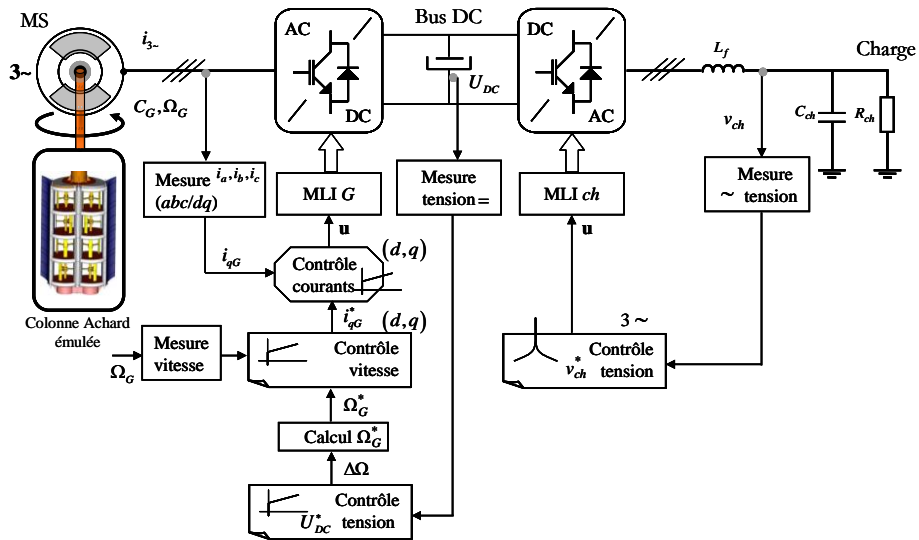 MS
3~
i3~
CG, ΩG
AC
DC
Bus DC
UDC
DC
AC
Lf
Charge
vch
Cch
Rch
Mesure ia, ib, ic
(abc/dq)
MLI G
Mesure
tension =
MLI ch
Mesure
~ tension
u
u
iqG
(d,q)
Contrôle
courants
i*qG
(d,q)
Colonne Achard
émulée
ΩG
Mesure
vitesse
Contrôle
vitesse
3 ~
Contrôle
v*ch
tension
Ω*G
Calcul Ω*G
ΔΩ
Contrôle
U*DC
tension